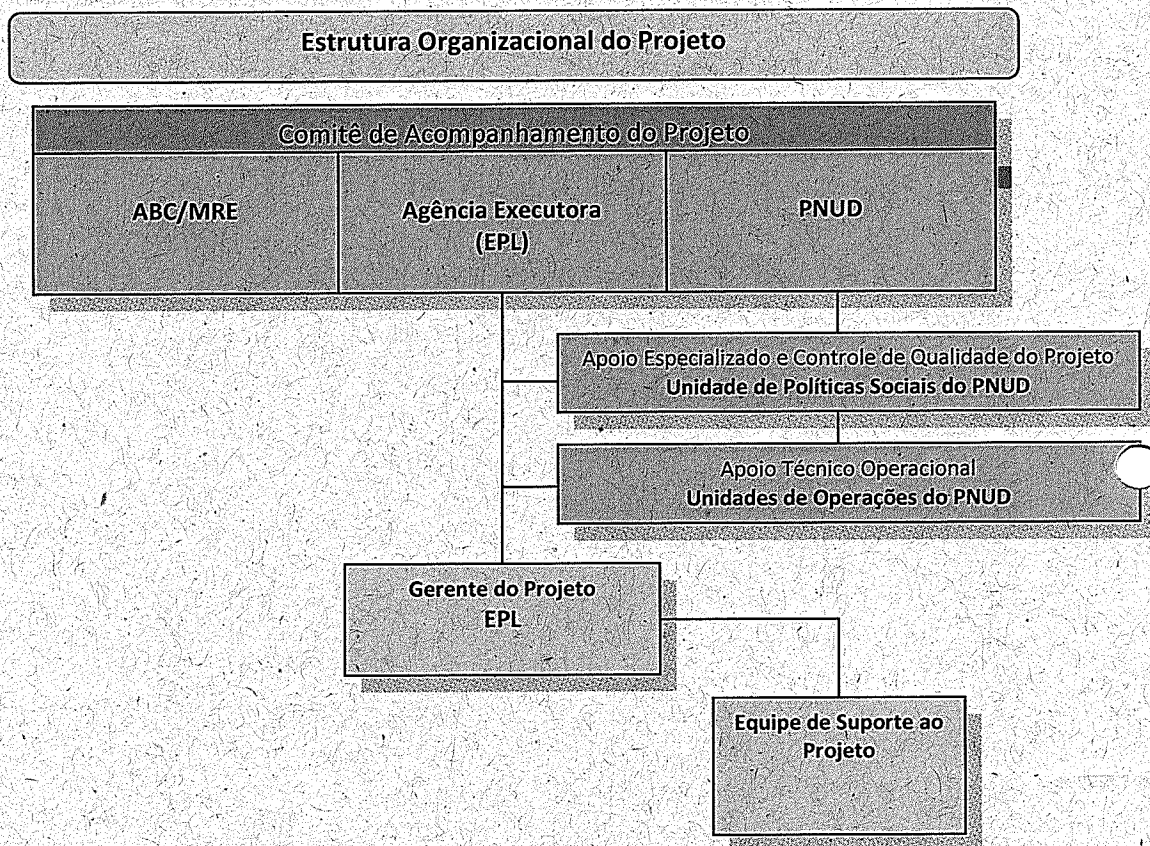 Estrutura Organizacional do Projeto
Comitê de Acompanhamento do Projeto
ABC/MRE
Agência Executora
(EPL)
PNUD
Apoio Especializado e Controle de Qualidade do Projeto
Unidade de Políticas Sociais do PNUD
Apoio Técnico Operacional
Unidades de Operações do PNUD
Gerente do Projeto
EPL
Equipe de Suporte ao
Projeto